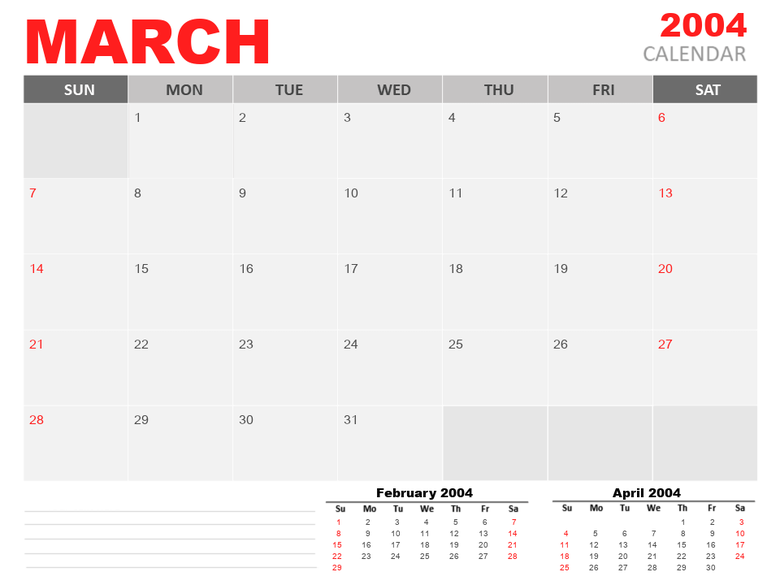 MARCH 2004
CALENDAR
SUN MON TUE WED THU FRI SAT
1 2 3 4 5 6
7 8 9 10 11 12 13
14 15 16 17 18 19 20
21 22 23 24 25 26 27
28 29 30 31
February 2004
Su Mo Tu We Th Fr Sa
1 2 3 4 5 6 7
8 9 10 11 12 13 14
15 16 17 18 19 20 21
22 23 24 25 26 27 28
29
April 2004
Su Mo Tu We Th Fr Sa
1 2 3
4 5 6 7 8 9 10
11 12 13 14 15 16 17
18 19 20 21 22 23 24
25 26 27 28 29 30